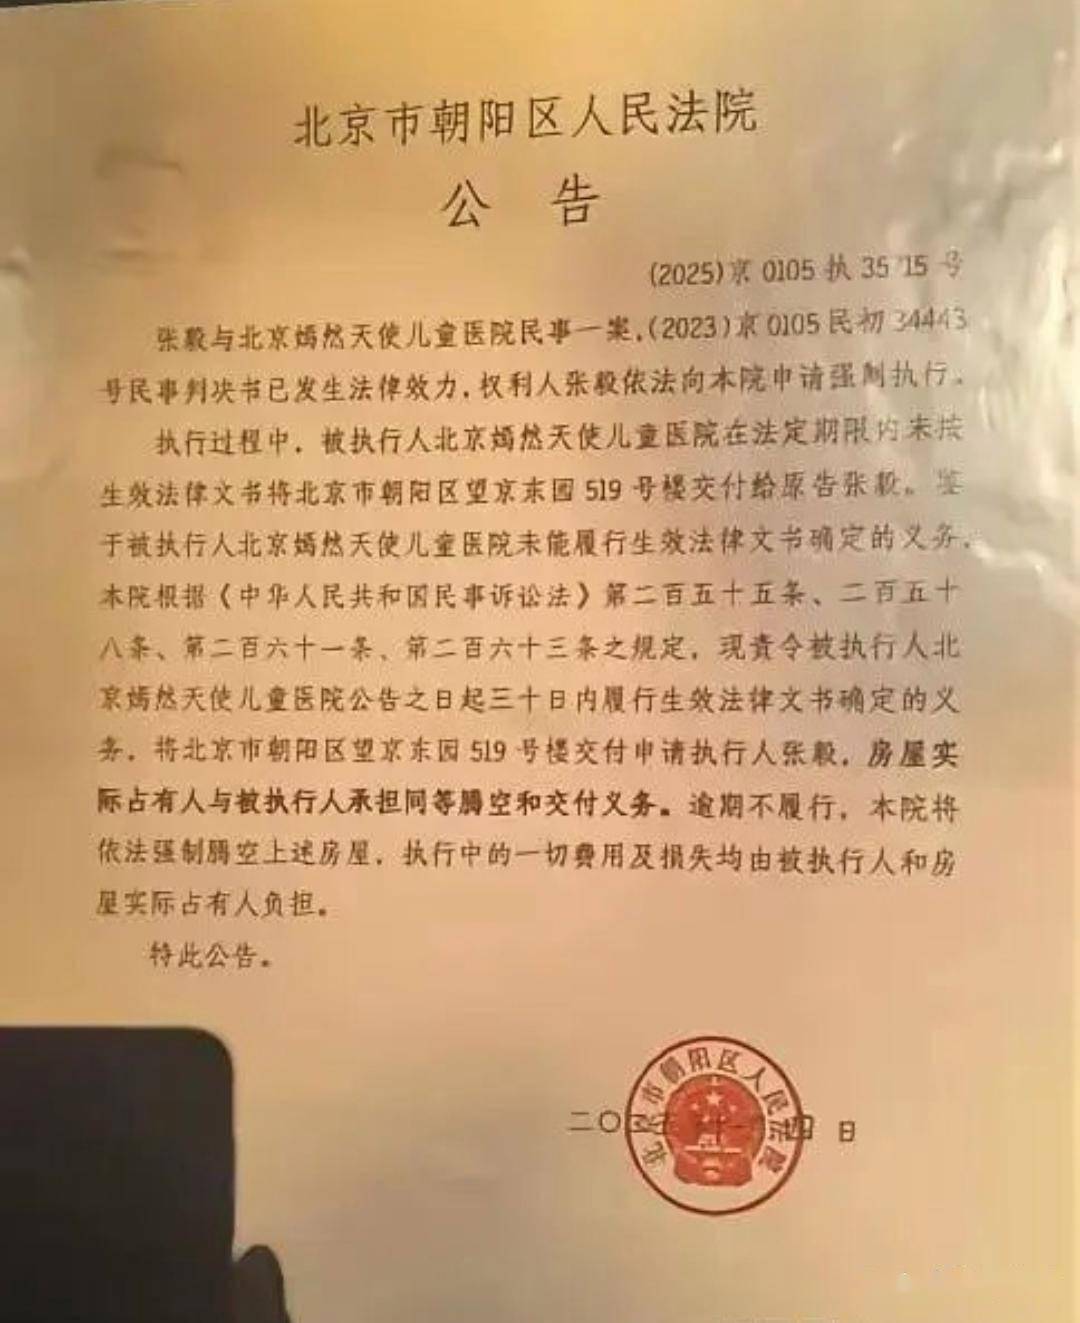 北京市朝阳区人民法院
公 告
(2025)京 0105 执 35 15 号
张毅与北京嫣然天使儿童医院民事一案,(2023)京 0105 民初 34443
号民事判决书已发生法律效力,权利人张毅依法向本院申请强制执行。
执行过程中,被执行人北京嫣然天使儿童医院在法定期限内未按
生效法律文书将北京市朝阳区望京东园 519 号楼交付给原告张毅。鉴
于被执行人北京嫣然天使儿童医院未能履行生效法律文书确定的义务,
本院根据《中华人民共和国民事诉讼法》第二百五十五条、二百五十
八条、第二百六十一条、第二百六十三条之规定,现责令被执行人北
京嫣然天使儿童医院公告之日起三十日内履行生效法律文书确定的义
务,将北京市朝阳区望京东园 519 号楼交付申请执行人张毅,房屋实
际占有人与被执行人承担同等腾空和交付义务。逾期不履行,本院将
依法强制腾空上述房屋,执行中的一切费用及损失均由被执行人和房
屋实际占有人负担。
特此公告。
北京市朝阳区人民法院
二〇 四 日